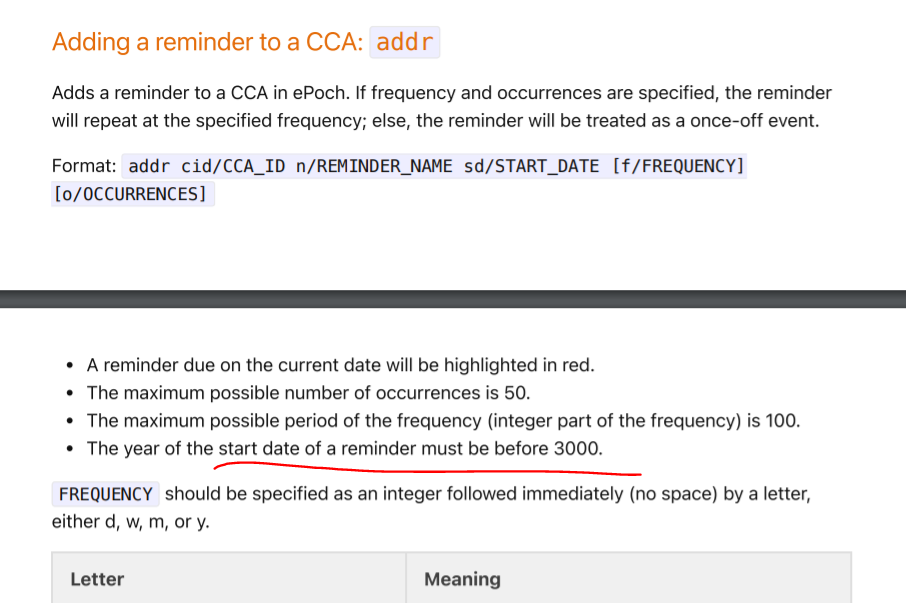 Adding a reminder to a CCA: addr
Adds a reminder to a CCA in ePoch. If frequency and occurrences are specified, the reminder
will repeat at the specified frequency; else, the reminder will be treated as a once-off event.
Format: addr cid/CCA_ID n/REMINDER_NAME sd/START_DATE [f/FREQUENCY]
[o/OCCURRENCES]
• A reminder due on the current date will be highlighted in red.
• The maximum possible number of occurrences is 50.
• The maximum possible period of the frequency (integer part of the frequency) is 100.
• The year of the start date of a reminder must be before 3000.
FREQUENCY should be specified as an integer followed immediately (no space) by a letter,
either d, w, m, or y.
Letter Meaning